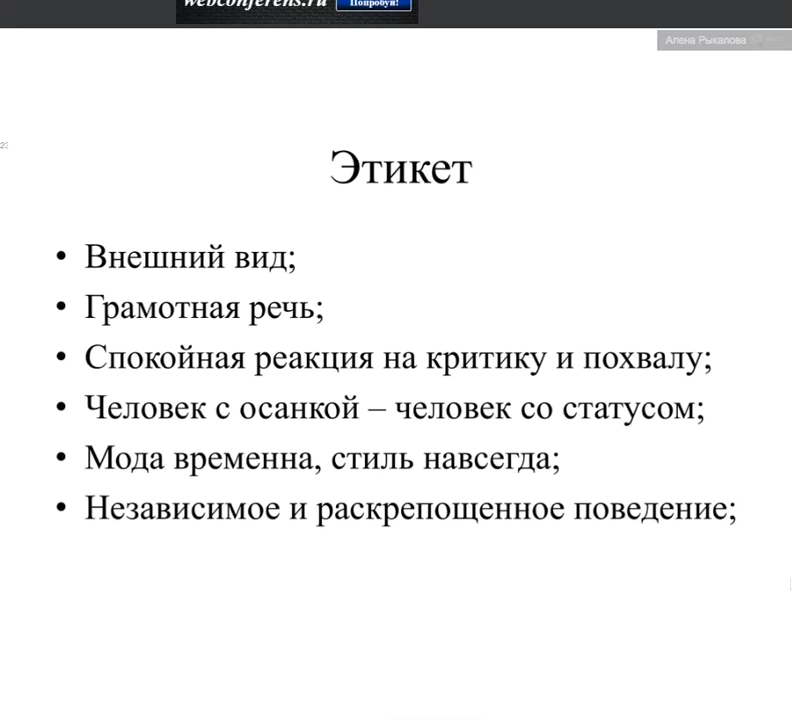 webconferens.ru Попробуй!
Алена Рыкалова
23
Этикет
• Внешний вид;
• Грамотная речь;
• Спокойная реакция на критику и похвалу;
• Человек с осанкой – человек со статусом;
• Мода временна, стиль навсегда;
• Независимое и раскрепощенное поведение;